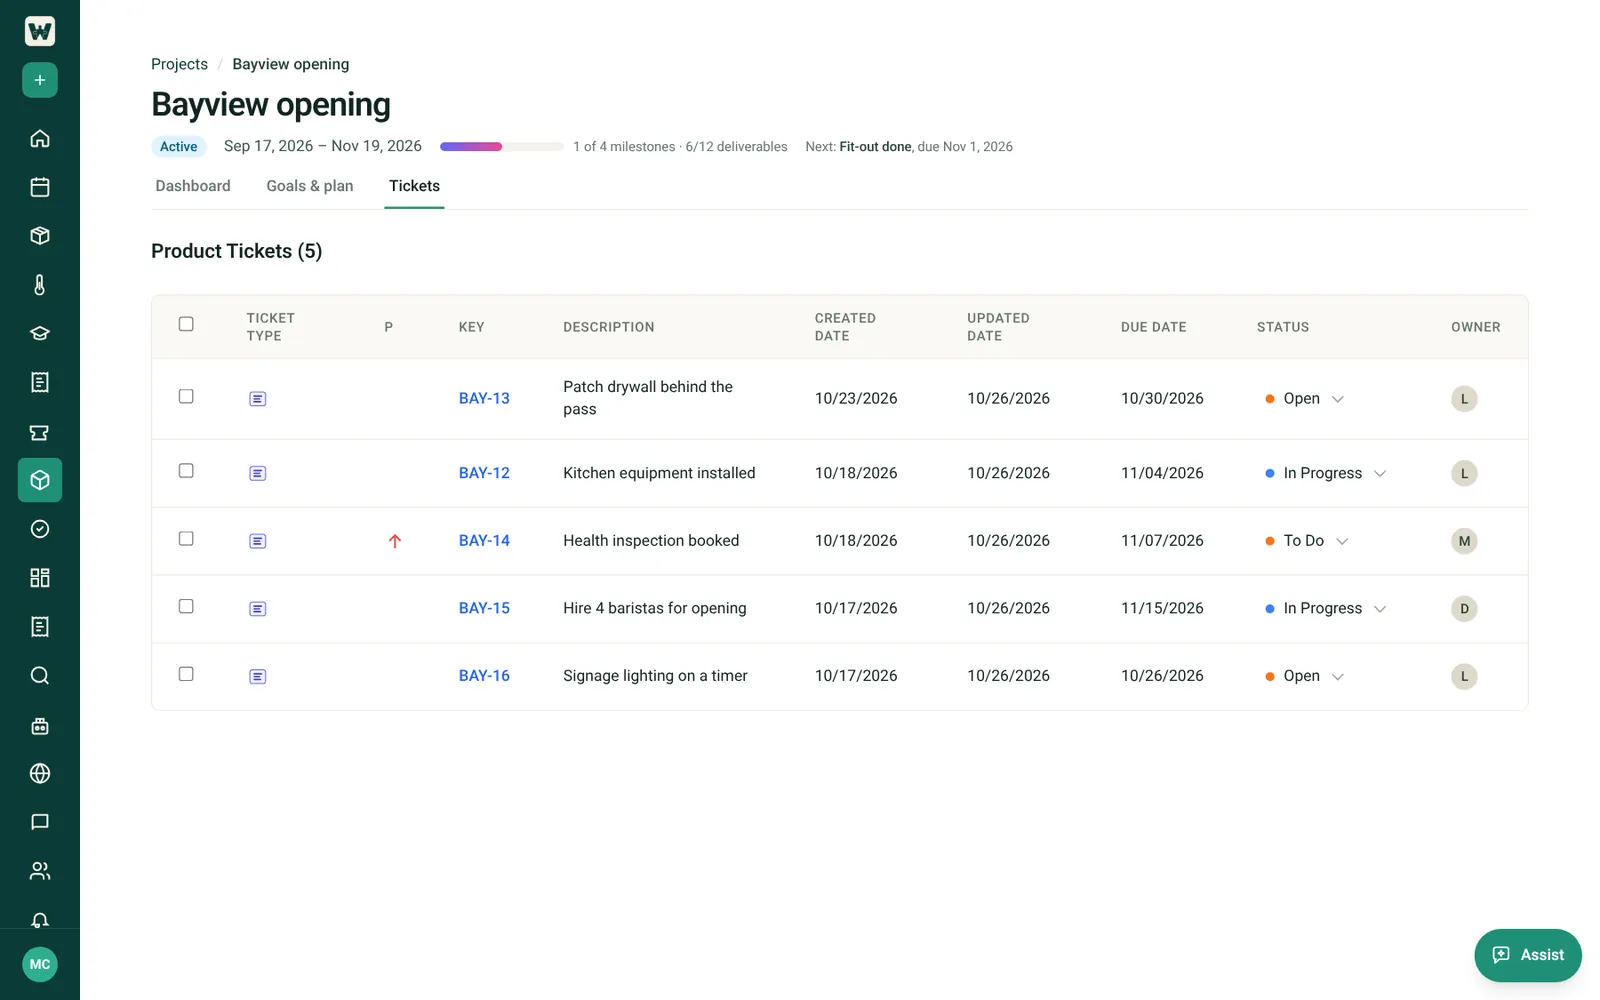 W
+
Projects / Bayview opening
Bayview opening
Active Sep 17, 2026 – Nov 19, 2026 1 of 4 milestones · 6/12 deliverables Next: Fit-out done, due Nov 1, 2026
Dashboard Goals & plan Tickets
Product Tickets (5)
TICKET TYPE P KEY DESCRIPTION CREATED DATE UPDATED DATE DUE DATE STATUS OWNER
BAY-13 Patch drywall behind the pass 10/23/2026 10/26/2026 10/30/2026 Open L
BAY-12 Kitchen equipment installed 10/18/2026 10/26/2026 11/04/2026 In Progress L
BAY-14 Health inspection booked 10/18/2026 10/26/2026 11/07/2026 To Do M
BAY-15 Hire 4 baristas for opening 10/17/2026 10/26/2026 11/15/2026 In Progress D
BAY-16 Signage lighting on a timer 10/17/2026 10/26/2026 10/26/2026 Open L
MC
Assist